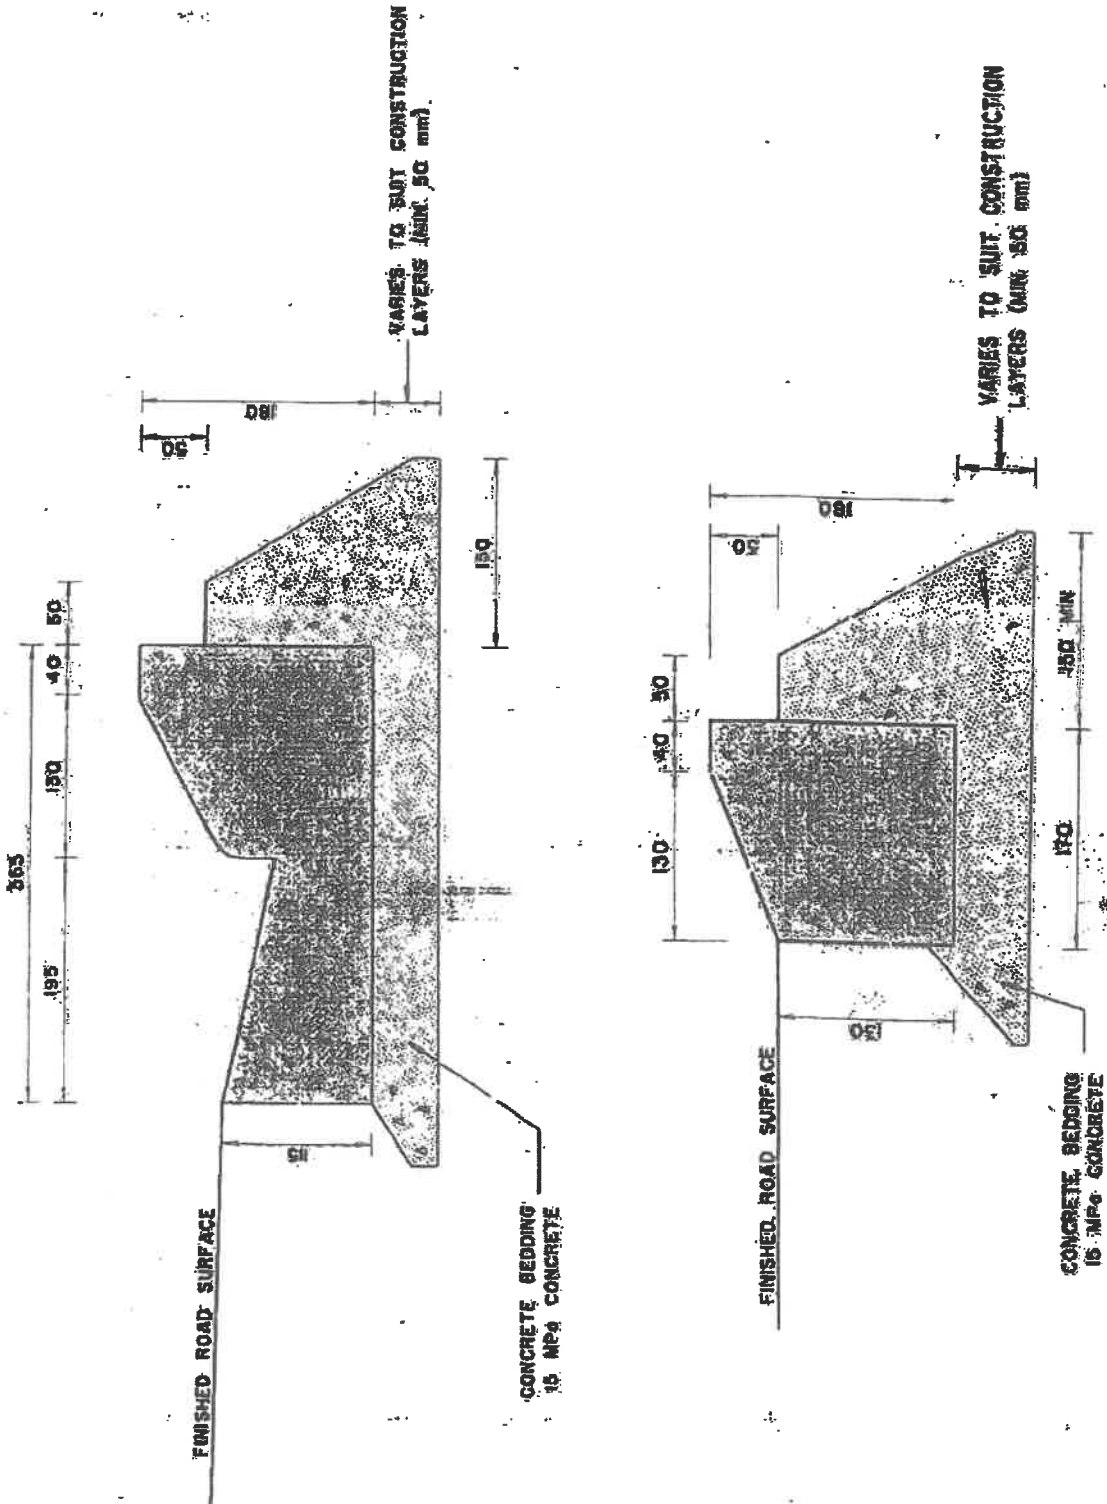 365
195
130
40
50
50
180
FINISHED ROAD SURFACE
115
150
VARIES TO SUIT CONSTRUCTION
LAYERS (MIN. 50 mm).
CONCRETE BEDDING
15 MPa CONCRETE
130
40
50
50
180
FINISHED ROAD SURFACE
130
170
150 MIN
VARIES TO SUIT CONSTRUCTION
LAYERS (MIN 50 mm)
CONCRETE BEDDING
15 MPa CONCRETE